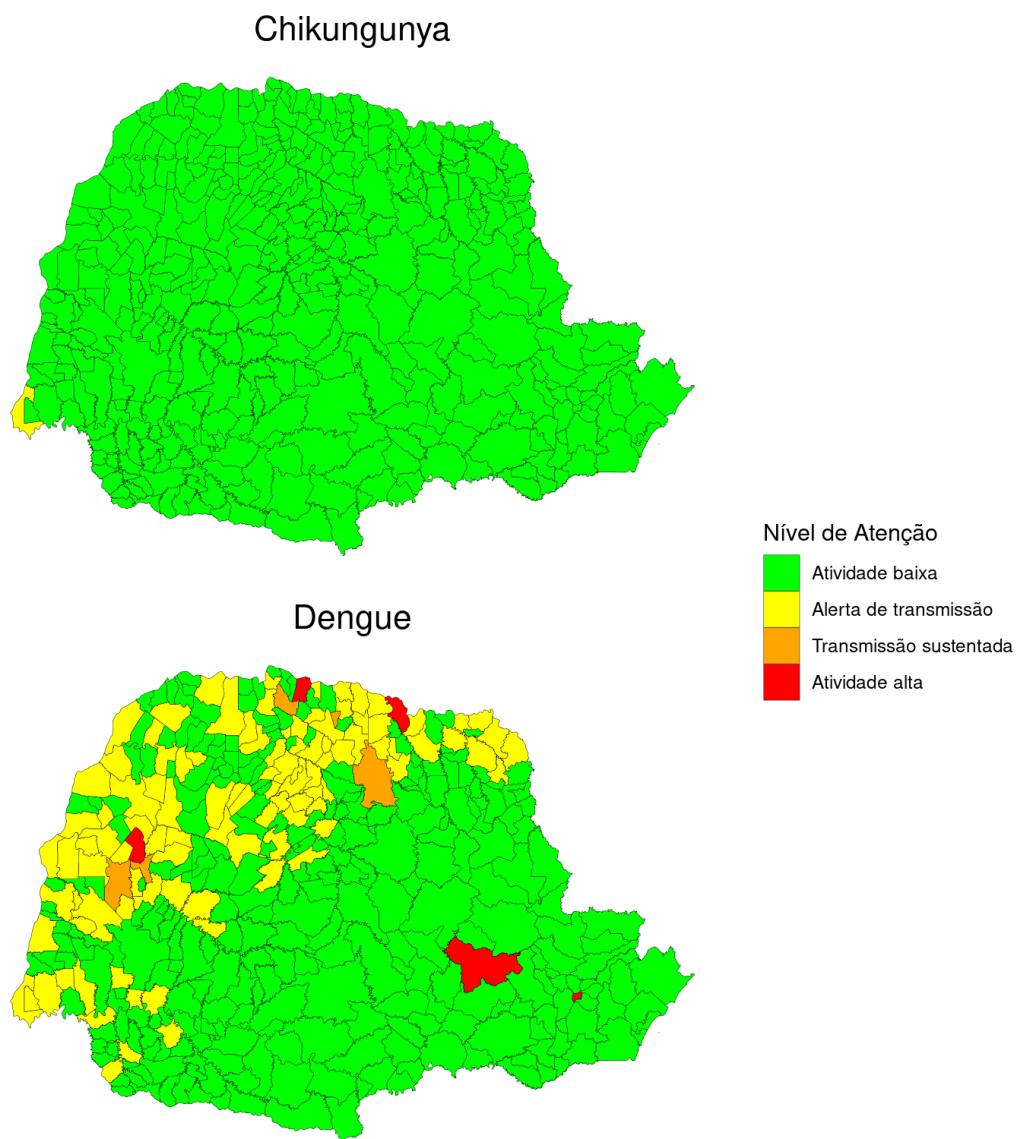 Chikungunya
Nível de Atenção
Atividade baixa
Alerta de transmissão
Transmissão sustentada
Atividade alta
Dengue